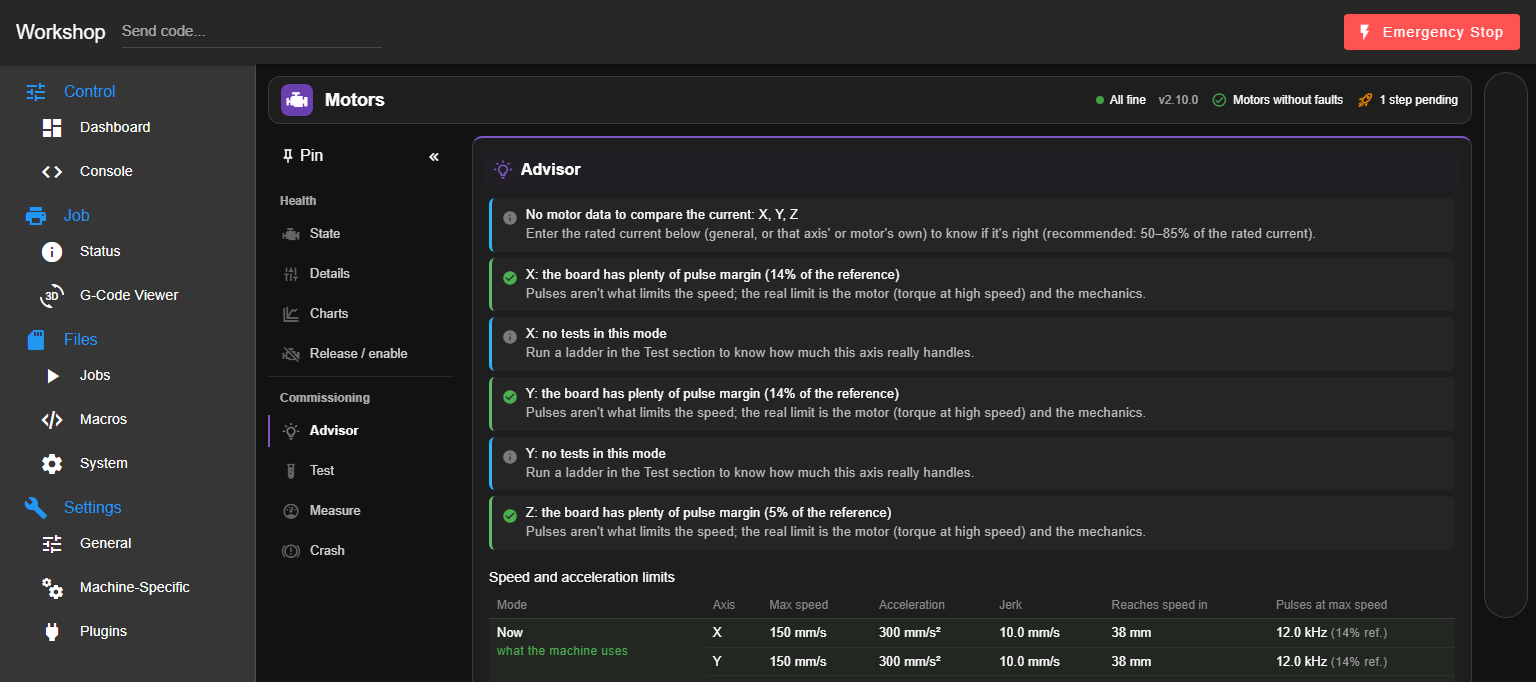 Workshop
Send code...
Emergency Stop
Control
Dashboard
Console
Job
Status
3D
G-Code Viewer
Files
Jobs
Macros
System
Settings
General
Machine-Specific
Plugins
Motors
All fine
v2.10.0
Motors without faults
1 step pending
Pin
Health
State
Details
Charts
Release / enable
Commissioning
Advisor
Test
Measure
Crash
Advisor
No motor data to compare the current: X, Y, Z
Enter the rated current below (general, or that axis' or motor's own) to know if it's right (recommended: 50–85% of the rated current).
X: the board has plenty of pulse margin (14% of the reference)
Pulses aren't what limits the speed; the real limit is the motor (torque at high speed) and the mechanics.
X: no tests in this mode
Run a ladder in the Test section to know how much this axis really handles.
Y: the board has plenty of pulse margin (14% of the reference)
Pulses aren't what limits the speed; the real limit is the motor (torque at high speed) and the mechanics.
Y: no tests in this mode
Run a ladder in the Test section to know how much this axis really handles.
Z: the board has plenty of pulse margin (5% of the reference)
Pulses aren't what limits the speed; the real limit is the motor (torque at high speed) and the mechanics.
Speed and acceleration limits
Mode Axis Max speed Acceleration Jerk Reaches speed in Pulses at max speed
Now X 150 mm/s 300 mm/s² 10.0 mm/s 38 mm 12.0 kHz (14% ref.)
what the machine uses
Y 150 mm/s 300 mm/s² 10.0 mm/s 38 mm 12.0 kHz (14% ref.)